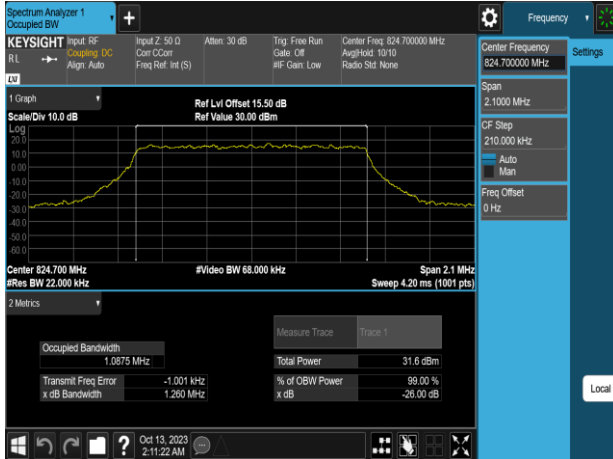 Spectrum Analyzer 1
Occupied BW
+
Frequency
KEYSIGHT
RL
LXI
Input: RF
Coupling: DC
Align: Auto
Input Z: 50 Ω
Corr CCorr
Freq Ref: Int (S)
Atten: 30 dB
Trig: Free Run
Gate: Off
#IF Gain: Low
Center Freq: 824.700000 MHz
Avg|Hold: 10/10
Radio Std: None
Center Frequency
824.700000 MHz
Settings
Span
2.1000 MHz
CF Step
210.000 kHz
Auto
Man
Freq Offset
0 Hz
Local
1 Graph
Scale/Div 10.0 dB
Ref Lvl Offset 15.50 dB
Ref Value 30.00 dBm
Log
20.0
10.0
0.00
-10.0
-20.0
-30.0
-40.0
-50.0
-60.0
Center 824.700 MHz
#Res BW 22.000 kHz
#Video BW 68.000 kHz
Span 2.1 MHz
Sweep 4.20 ms (1001 pts)
2 Metrics
Measure Trace Trace 1
Occupied Bandwidth
1.0875 MHz
Total Power 31.6 dBm
Transmit Freq Error -1.001 kHz
% of OBW Power 99.00 %
x dB Bandwidth 1.260 MHz
x dB -26.00 dB
?
Oct 13, 2023
2:11:22 AM